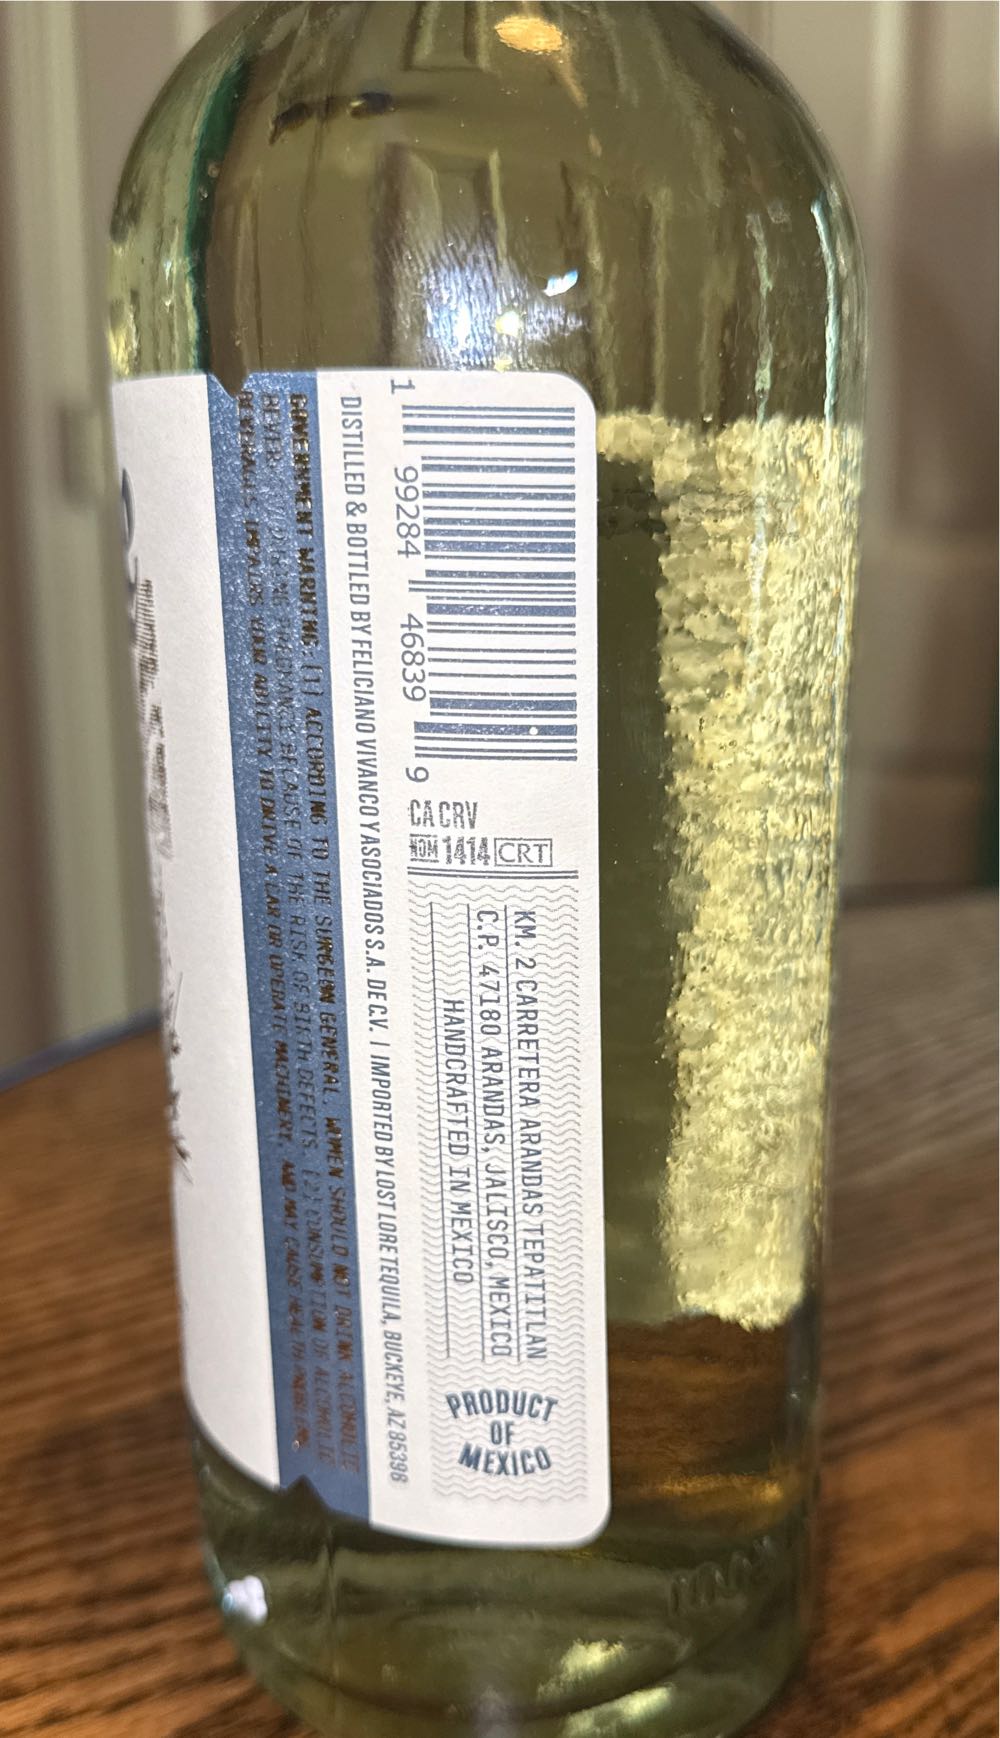 GOVERNMENT WARNING: (1) ACCORDING TO THE SURGEON GENERAL, WOMEN SHOULD NOT DRINK ALCOHOLIC
BEVERAGES DURING PREGNANCY BECAUSE OF THE RISK OF BIRTH DEFECTS. (2) CONSUMPTION OF ALCOHOLIC
BEVERAGES IMPAIRS YOUR ABILITY TO DRIVE A CAR OR OPERATE MACHINERY, AND MAY CAUSE HEALTH PROBLEMS.
DISTILLED & BOTTLED BY FELICIANO VIVANCO Y ASOCIADOS S.A. DE C.V. | IMPORTED BY LOST LORE TEQUILA, BUCKEYE, AZ 85396
1 99284 46839 9
CA CRV
NOM 1414 CRT
KM. 2 CARRETERA ARANDAS TEPATITLAN
C.P. 47180 ARANDAS, JALISCO, MEXICO
HANDCRAFTED IN MEXICO
PRODUCT
OF
MEXICO